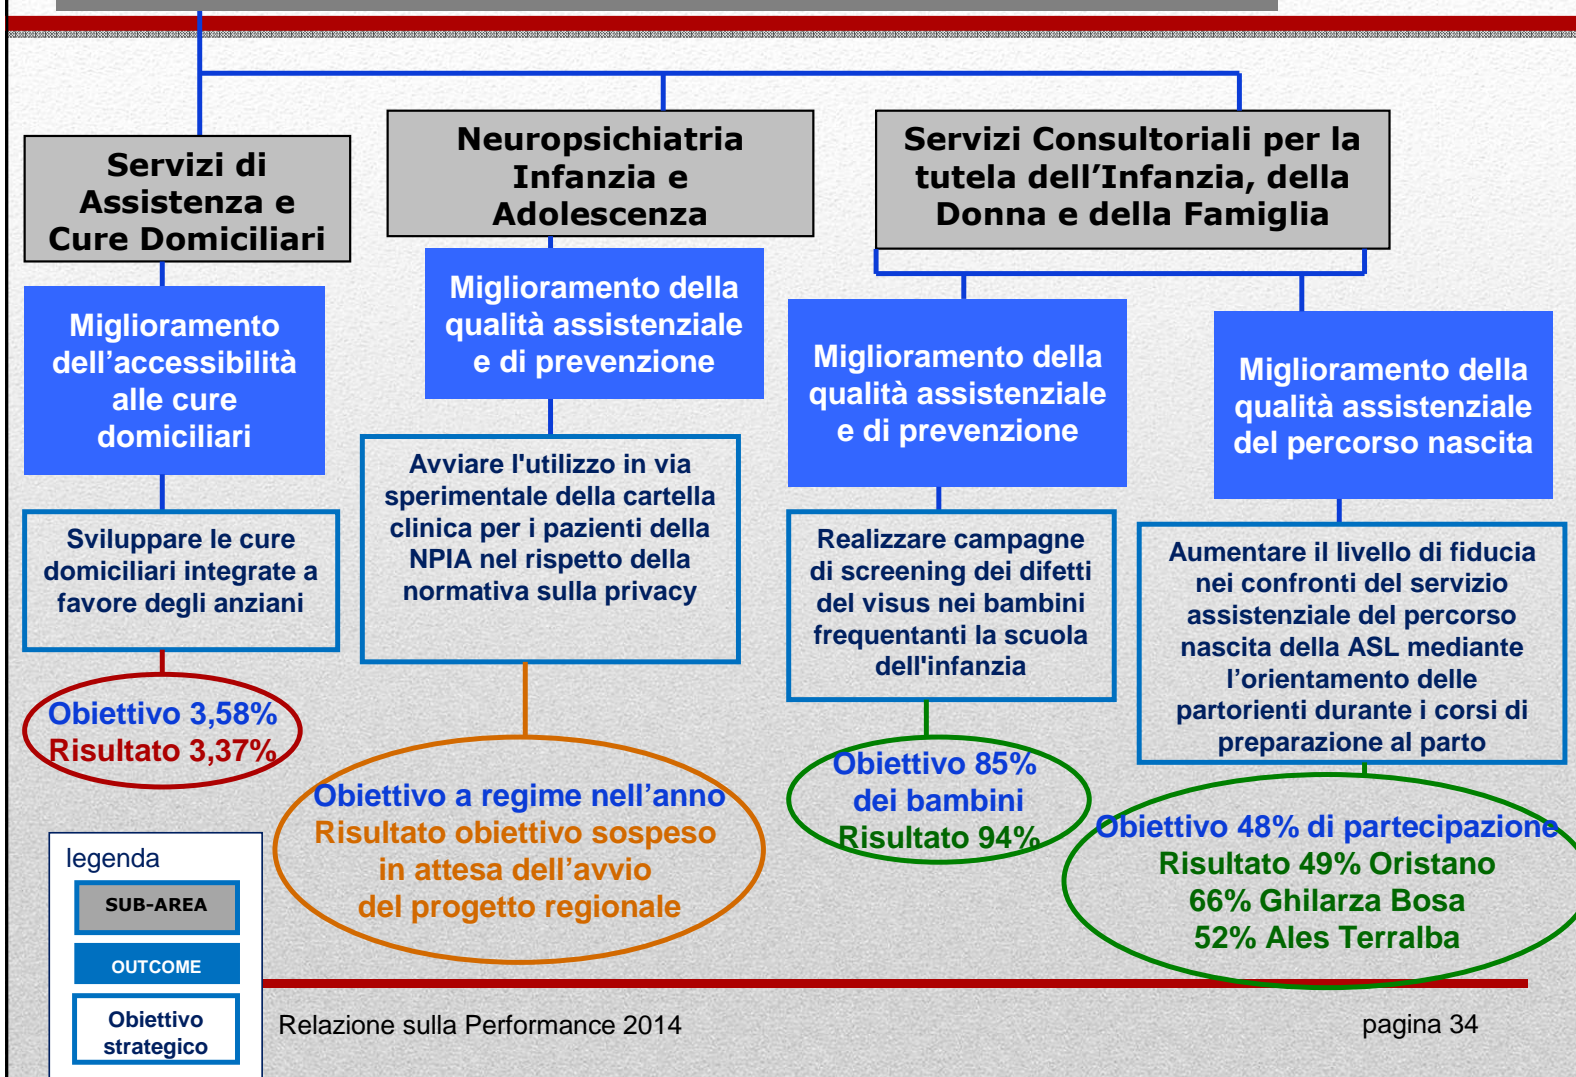 Servizi di
Assistenza e
Cure Domiciliari
Neuropsichiatria
Infanzia e
Adolescenza
Servizi Consultoriali per la
tutela dell’Infanzia, della
Donna e della Famiglia
Miglioramento
dell’accessibilità
alle cure
domiciliari
Miglioramento della
qualità assistenziale
e di prevenzione
Miglioramento della
qualità assistenziale
e di prevenzione
Miglioramento della
qualità assistenziale
del percorso nascita
Sviluppare le cure
domiciliari integrate a
favore degli anziani
Avviare l'utilizzo in via
sperimentale della cartella
clinica per i pazienti della
NPIA nel rispetto della
normativa sulla privacy
Realizzare campagne
di screening dei difetti
del visus nei bambini
frequentanti la scuola
dell'infanzia
Aumentare il livello di fiducia
nei confronti del servizio
assistenziale del percorso
nascita della ASL mediante
l’orientamento delle
partorienti durante i corsi di
preparazione al parto
Obiettivo 3,58%
Risultato 3,37%
Obiettivo a regime nell’anno
Risultato obiettivo sospeso
in attesa dell’avvio
del progetto regionale
Obiettivo 85%
dei bambini
Risultato 94%
Obiettivo 48% di partecipazione
Risultato 49% Oristano
66% Ghilarza Bosa
52% Ales Terralba
legenda
SUB-AREA
OUTCOME
Obiettivo
strategico
Relazione sulla Performance 2014
pagina 34